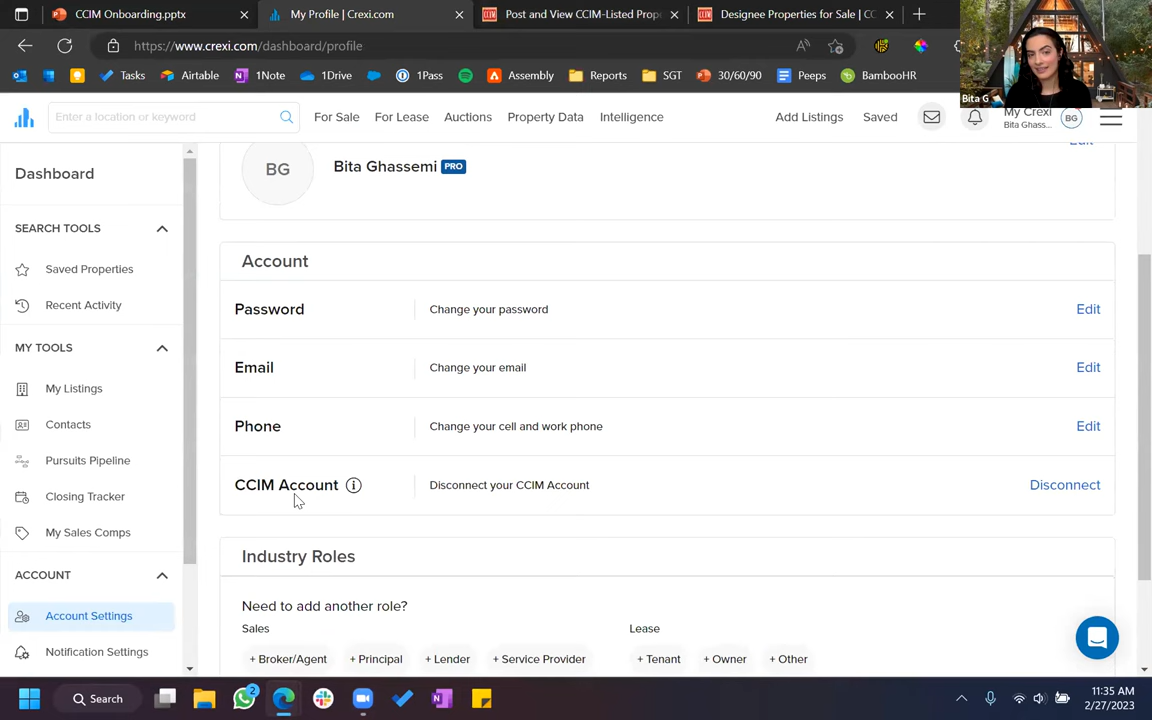 CCIM Onboarding.pptx
My Profile | Crexi.com
Post and View CCIM-Listed Prop
Designee Properties for Sale | CC
https://www.crexi.com/dashboard/profile
Tasks Airtable 1Note 1Drive 1Pass Assembly Reports SGT 30/60/90 Peeps BambooHR
Bita G
Enter a location or keyword
For Sale For Lease Auctions Property Data Intelligence Add Listings Saved
My Crexi
Bita Ghass...
BG
Dashboard
SEARCH TOOLS
Saved Properties
Recent Activity
MY TOOLS
My Listings
Contacts
Pursuits Pipeline
Closing Tracker
My Sales Comps
ACCOUNT
Account Settings
Notification Settings
BG
Bita Ghassemi PRO
Edit
Account
Password Change your password Edit
Email Change your email Edit
Phone Change your cell and work phone Edit
CCIM Account Disconnect your CCIM Account Disconnect
Industry Roles
Need to add another role?
Sales Lease
+ Broker/Agent + Principal + Lender + Service Provider + Tenant + Owner + Other
Search
2
11:35 AM
2/27/2023